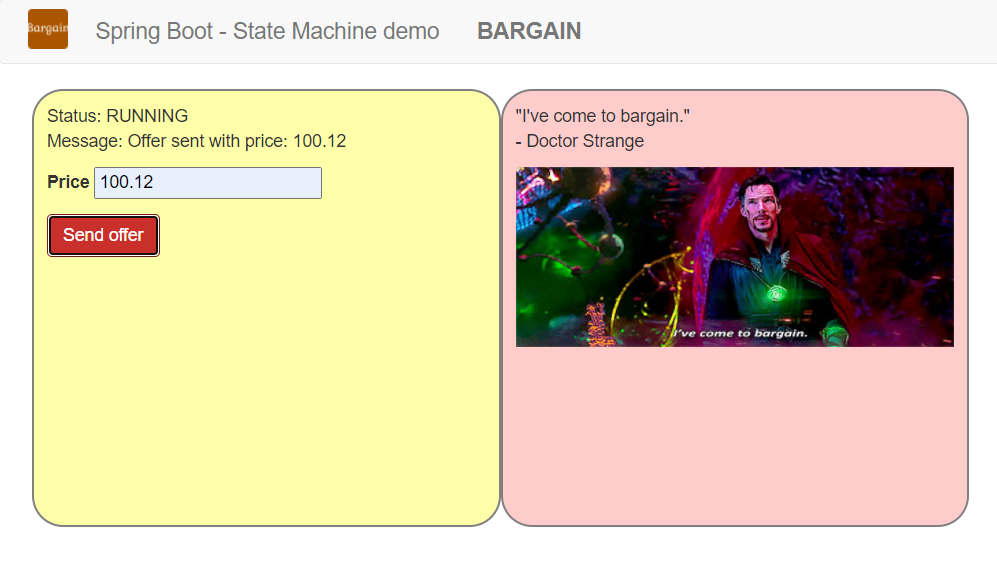 Bargain
Spring Boot - State Machine demo
BARGAIN
Status: RUNNING
Message: Offer sent with price: 100.12
Price 100.12
Send offer
"I've come to bargain."
- Doctor Strange
I've come to bargain.